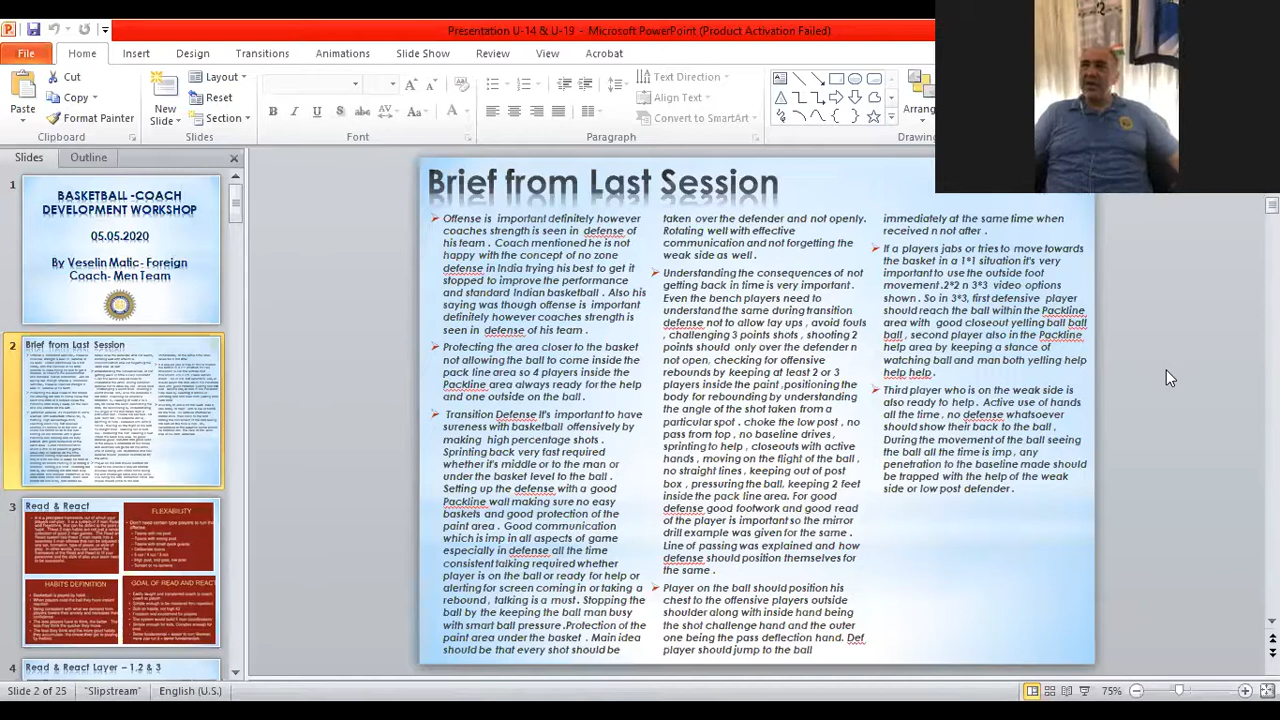 Presentation U-14 & U-19 - Microsoft PowerPoint (Product Activation Failed)
File
Home
Insert
Design
Transitions
Animations
Slide Show
Review
View
Acrobat
Paste
Cut
Copy
Format Painter
Clipboard
New
Slide
Layout
Reset
Section
Slides
Font
Text Direction
Align Text
Convert to SmartArt
Paragraph
Arrang
Drawing
Slides
Outline
1
BASKETBALL -COACH
DEVELOPMENT WORKSHOP
05.05.2020
By Veselin Matic- Foreign
Coach- Men Team
2
Brief from Last Session
3
Read & React
FLEXABILITY
HABITS DEFINITION
GOAL OF READ AND REACT
4
Read & React Layer – 1,2 & 3
Brief from Last Session
Offense is important definitely however
coaches strength is seen in defense of
his team . Coach mentioned he is not
happy with the concept of no zone
defense in India trying his best to get it
stopped to improve the performance
and standard Indian basketball . Also his
saying was though offense is important
definitely however coaches strength is
seen in defense of his team .
Protecting the area closer to the basket
not allowing the ball to come inside the
pack line area, so 4 players inside the
Packline area always ready for the help
and one outside on the ball .
Transition Defense it's important to have
sureness with basketball offensively by
making high percentage shots .
Sprinting back very fast required
whether in middle or to the man or
under the basket level to the ball .
Setting up the defense with a good
Packline wall making sure no easy
baskets and good protection of the
paint area . Good communication
which is imp at all aspects of game
especially in defense all the time
consistent talking required whether
player is on the ball or ready for help or
aleriting for screen coming in or taking a
rebound , talking is a must. Stopping the
ball by the keeping the ball man busy
with smart ball pressure .Protection of the
paint area under the basket . Main idea
should be that every shot should be
taken over the defender and not openly.
Rotating well with effective
communication and not forgetting the
weak side as well .
Understanding the consequences of not
getting back in time is very important .
Even the bench players need to
understand the same during transition
defense not to allow lay ups , avoid fouls
, challenging 3 points shots , shooting 2
points should only over the defender n
not open, checking for offensive
rebounds by keeping at least 2 or 3
players inside the paint .positioning the
body for rebounding by understanding
the angle of the shot taken from a
particular spot . choke the low post , no
pass from top , no baseline drives ,
sprinting to help , closeout with active
hands , moving on the flight of the ball
, no straight lines , keeping out of post
box , pressuring the ball, keeping 2 feet
inside the pack line area. For good
defense good footwork and good read
of the player is important so the mirror
drill example was given for the same .
Line of passing was explained and how
defense should position themselves for
the same .
Player on the ball should position his
chest to the offensive players outside
shoulder along with inside hand being
the shot challenge hand and the outer
one being the pass deflection hand. Def
player should jump to the ball
immediately at the same time when
received n not after .
If a players jabs or tries to move towards
the basket in a 1*1 situation it's very
important to use the outside foot
movement .2*2 n 3*3 video options
shown . So in 3*3, first defensive player
should reach the ball within the Packline
area with good closeout yelling ball ball
ball , second player also in the Packline
help area by keeping a stance of
watching ball and man both yelling help
help help.
Third player who is on the weak side is
also ready to help . Active use of hands
all the time , no defense whatsoever
should show their back to the ball .
During the movement of the ball seeing
the ball all the time is imp . any
penetration to the baseline made should
be trapped with the help of the weak
side or low post defender .
Slide 2 of 25
"Slipstream"
English (U.S.)
75%